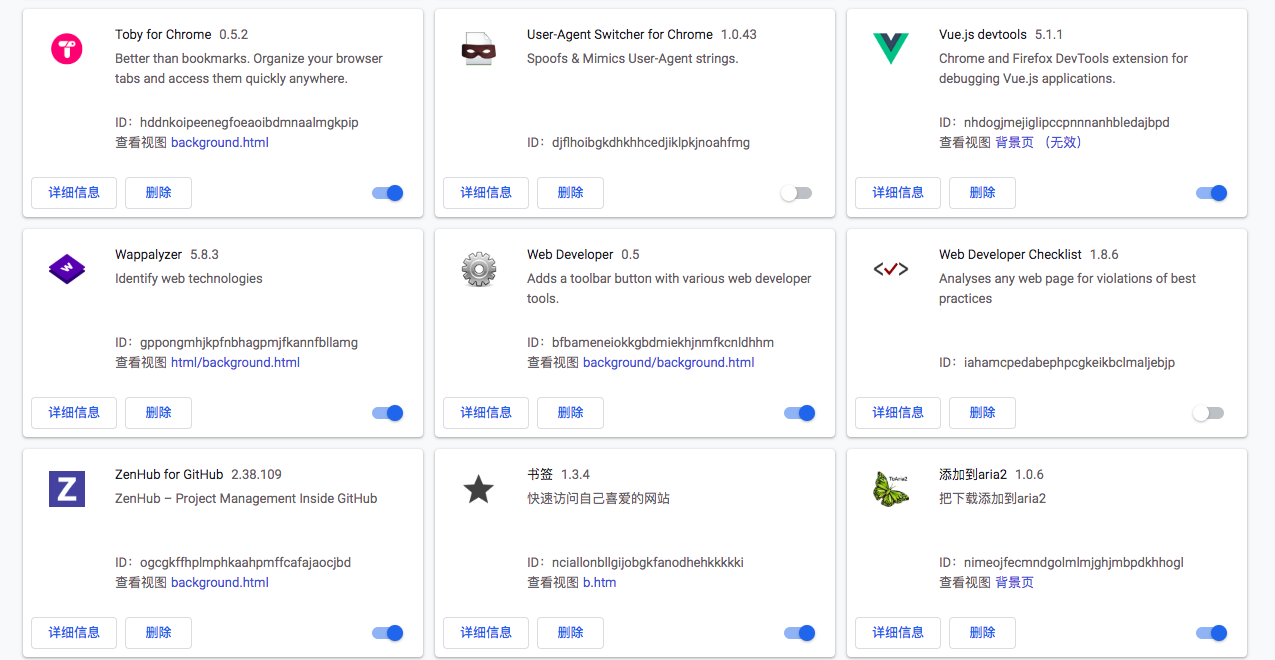 Toby for Chrome 0.5.2
Better than bookmarks. Organize your browser
tabs and access them quickly anywhere.
ID：hddnkoipeenegfoeaoibdmnaalmgkpip
查看视图 background.html
详细信息 删除
User-Agent Switcher for Chrome 1.0.43
Spoofs & Mimics User-Agent strings.
ID：djflhoibgkdhkhhcedjiklpkjnoahfmg
详细信息 删除
Vue.js devtools 5.1.1
Chrome and Firefox DevTools extension for
debugging Vue.js applications.
ID：nhdogjmejiglipccpnnnanhbledajbpd
查看视图 背景页 （无效）
详细信息 删除
W
Wappalyzer 5.8.3
Identify web technologies
ID：gppongmhjkpfnbhagpmjfkannfbllamg
查看视图 html/background.html
详细信息 删除
Web Developer 0.5
Adds a toolbar button with various web developer
tools.
ID：bfbameneiokkgbdmiekhjnmfkcnldhhm
查看视图 background/background.html
详细信息 删除
Web Developer Checklist 1.8.6
Analyses any web page for violations of best
practices
ID：iahamcpedabephpcgkeikbclmaljebjp
详细信息 删除
Z
ZenHub for GitHub 2.38.109
ZenHub – Project Management Inside GitHub
ID：ogcgkffhplmphkaahpmffcafajaocjbd
查看视图 background.html
详细信息 删除
书签 1.3.4
快速访问自己喜爱的网站
ID：nciallonbllgijobgkfanodhehkkkkki
查看视图 b.htm
详细信息 删除
ToAria2
添加到aria2 1.0.6
把下载添加到aria2
ID：nimeojfecmndgolmlmjghjmbpdkhhogl
查看视图 背景页
详细信息 删除